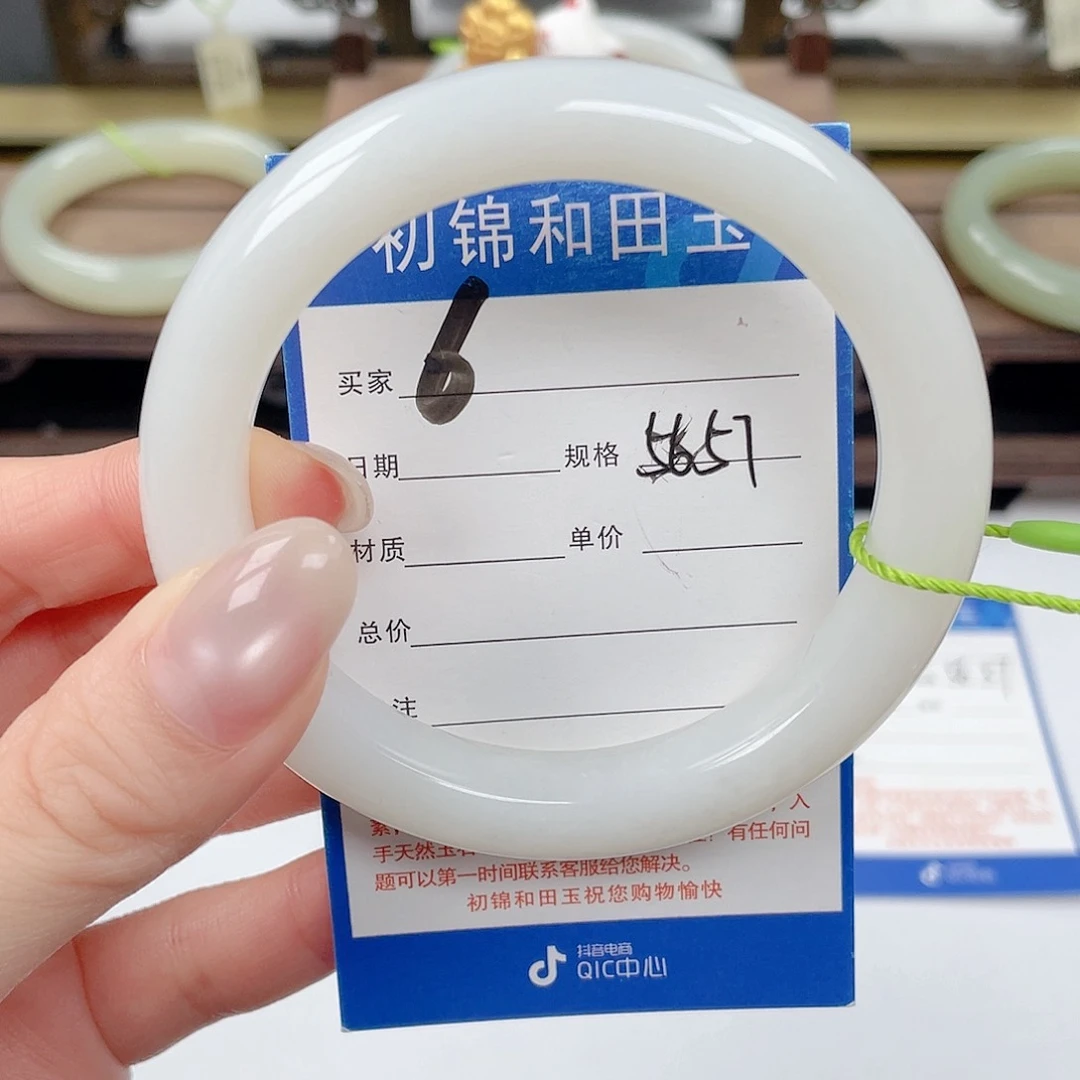 初锦和田玉
买家 6
日期 规格 5657
材质 单价
总价
注
入
手天然玉石 有任何问
题可以第一时间联系客服给您解决。
初锦和田玉祝您购物愉快
抖音电商
QIC中心